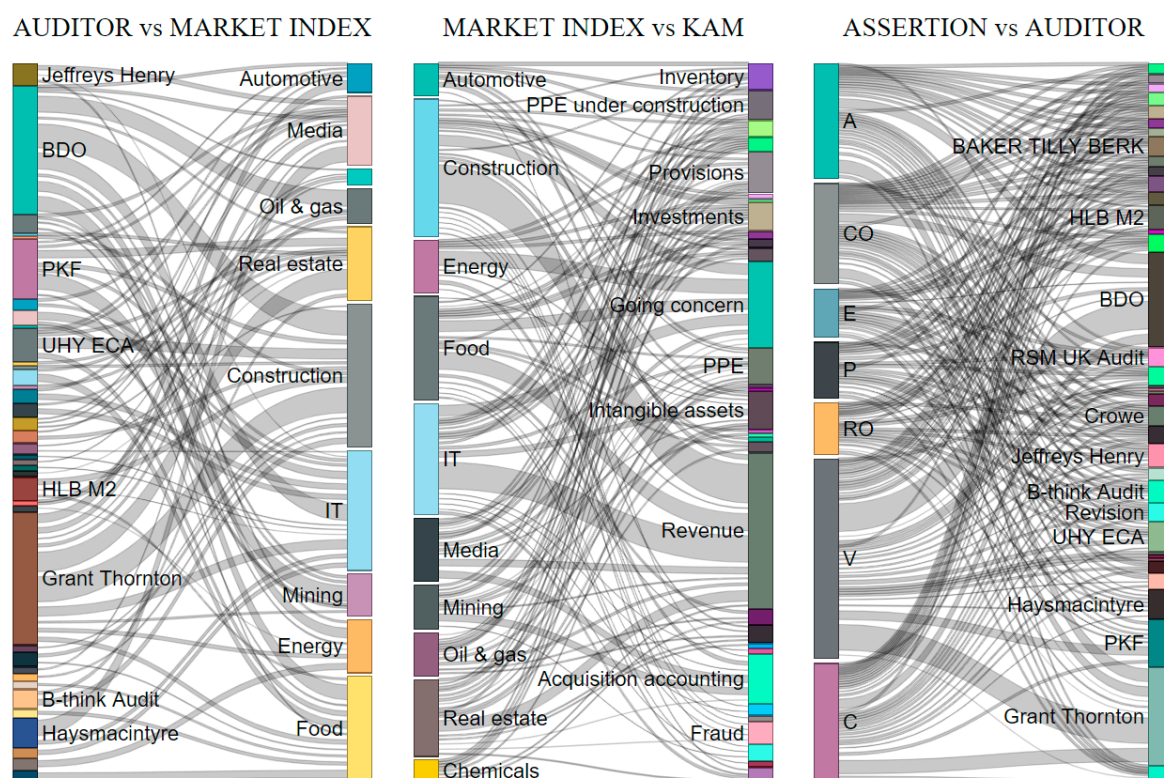 AUDITOR vs MARKET INDEX
Jeffreys Henry
BDO
PKF
UHY ECA
HLB M2
Grant Thornton
B-think Audit
Haysmacintyre
Automotive
Media
Oil & gas
Real estate
Construction
IT
Mining
Energy
Food
MARKET INDEX vs KAM
Automotive
Construction
Energy
Food
IT
Media
Mining
Oil & gas
Real estate
Chemicals
Inventory
PPE under construction
Provisions
Investments
Going concern
PPE
Intangible assets
Revenue
Acquisition accounting
Fraud
ASSERTION vs AUDITOR
A
CO
E
P
RO
V
C
BAKER TILLY BERK
HLB M2
BDO
RSM UK Audit
Crowe
Jeffreys Henry
B-think Audit
Revision
UHY ECA
Haysmacintyre
PKF
Grant Thornton